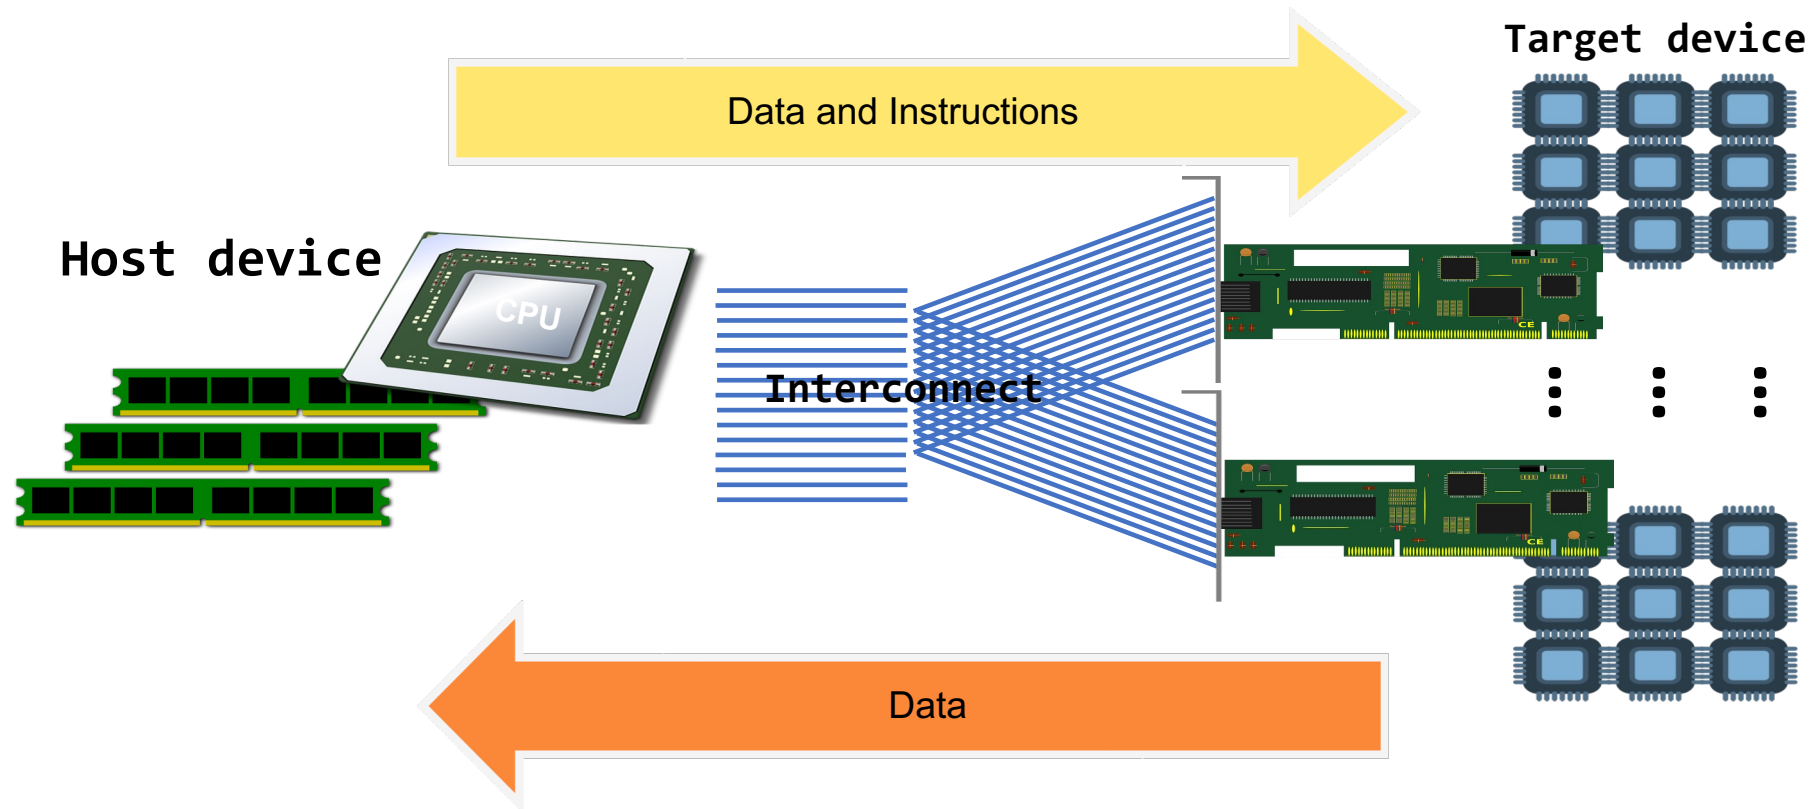 Target device
Data and Instructions
Host device
CPU
Interconnect
CE
CE
Data